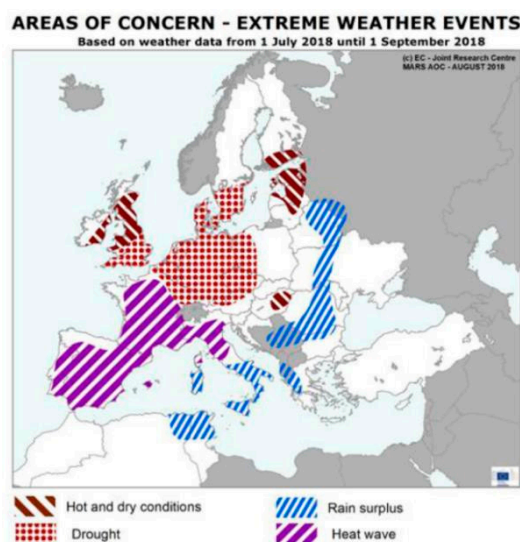 AREAS OF CONCERN - EXTREME WEATHER EVENTS
Based on weather data from 1 July 2018 until 1 September 2018
(c) EC - Joint Research Centre
MARS AOC - AUGUST 2018
Hot and dry conditions
Rain surplus
Drought
Heat wave